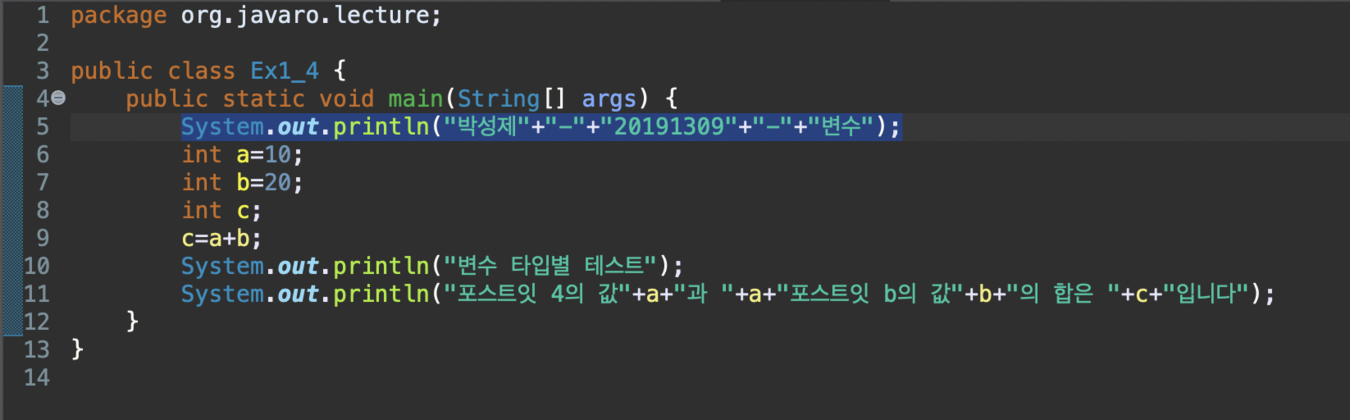 1 package org.javaro.lecture;
2
3 public class Ex1_4 {
4 public static void main(String[] args) {
5 System.out.println("박성제"+"-"+"20191309"+"-"+"변수");
6 int a=10;
7 int b=20;
8 int c;
9 c=a+b;
10 System.out.println("변수 타입별 테스트");
11 System.out.println("포스트잇 4의 값"+a+"과 "+a+"포스트잇 b의 값"+b+"의 합은 "+c+"입니다");
12 }
13 }
14